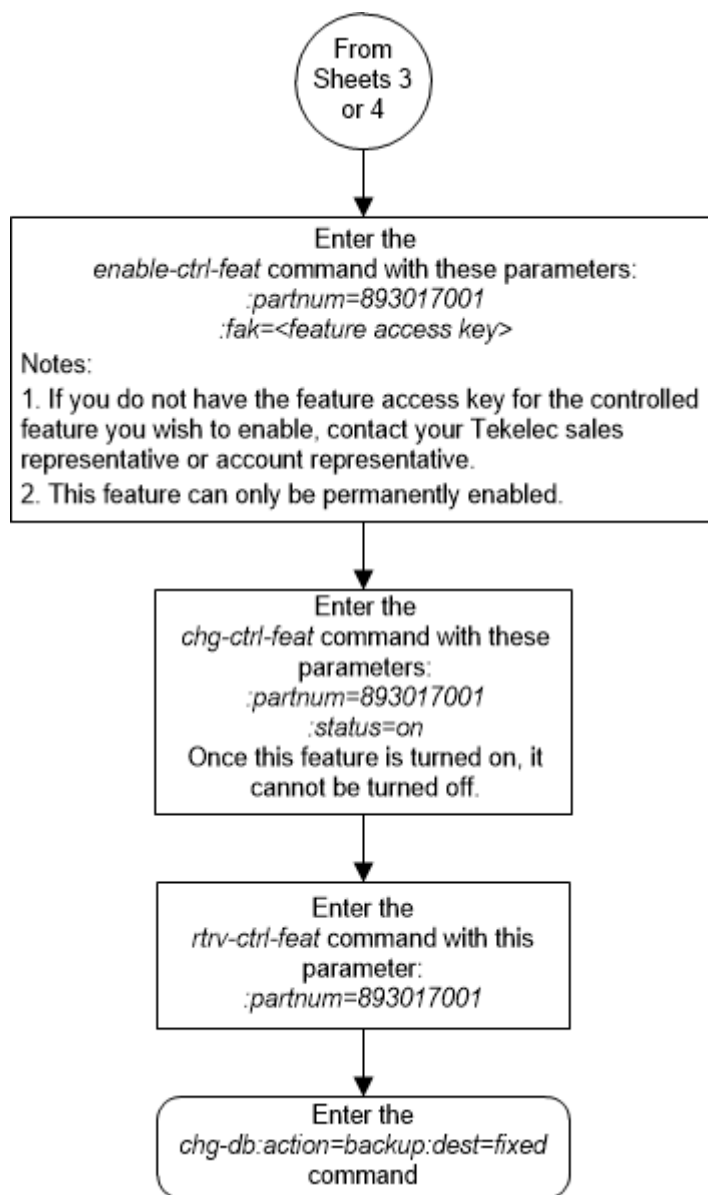 From
Sheets 3
or 4
Enter the
enable-ctrl-feat command with these parameters:
:partnum=893017001
:fak=<feature access key>
Notes:
1. If you do not have the feature access key for the controlled
feature you wish to enable, contact your Tekelec sales
representative or account representative.
2. This feature can only be permanently enabled.
Enter the
chg-ctrl-feat command with these
parameters:
:partnum=893017001
:status=on
Once this feature is turned on, it
cannot be turned off.
Enter the
rtrv-ctrl-feat command with this
parameter:
:partnum=893017001
Enter the
chg-db:action=backup:dest=fixed
command